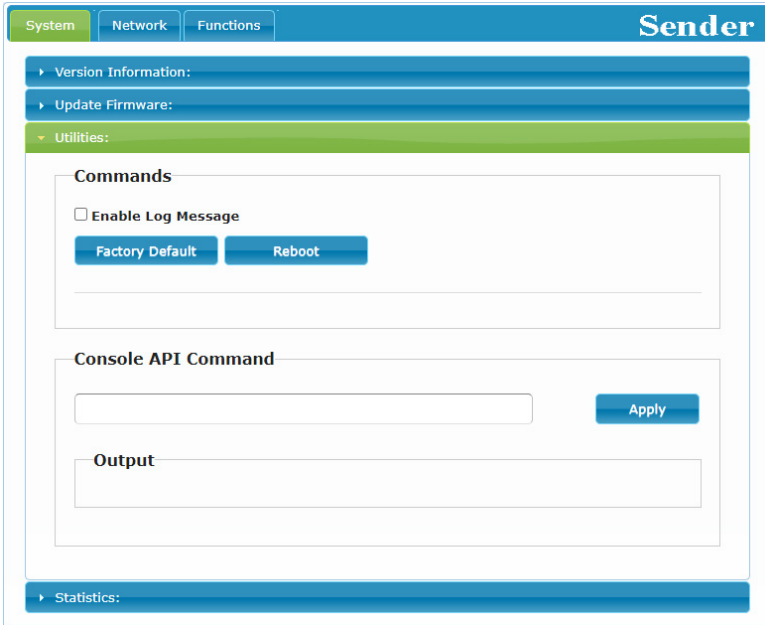 System Network Functions Sender
Version Information:
Update Firmware:
Utilities:
Commands
Enable Log Message
Factory Default Reboot
Console API Command
Apply
Output
Statistics: